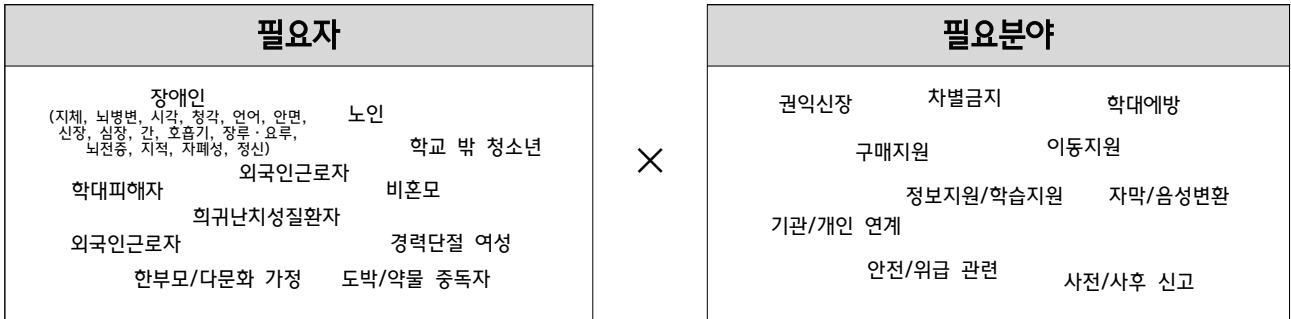 필요자
장애인
(지체, 뇌병변, 시각, 청각, 언어, 안면,
신장, 심장, 간, 호흡기, 장루·요루,
뇌전증, 지적, 자폐성, 정신)
노인
학교 밖 청소년
외국인근로자
학대피해자
비혼모
희귀난치성질환자
외국인근로자
경력단절 여성
한부모/다문화 가정
도박/약물 중독자
×
필요분야
권익신장
차별금지
학대예방
구매지원
이동지원
정보지원/학습지원
자막/음성변환
기관/개인 연계
안전/위급 관련
사전/사후 신고